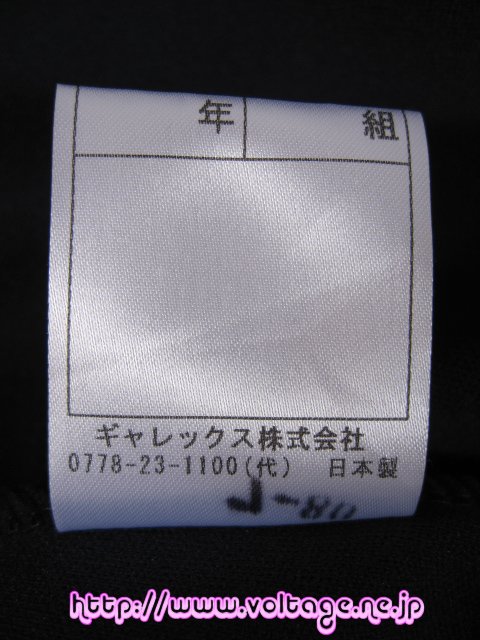 年 組
ギャレックス株式会社
0778-23-1100(代) 日本製
http://www.voltage.ne.jp